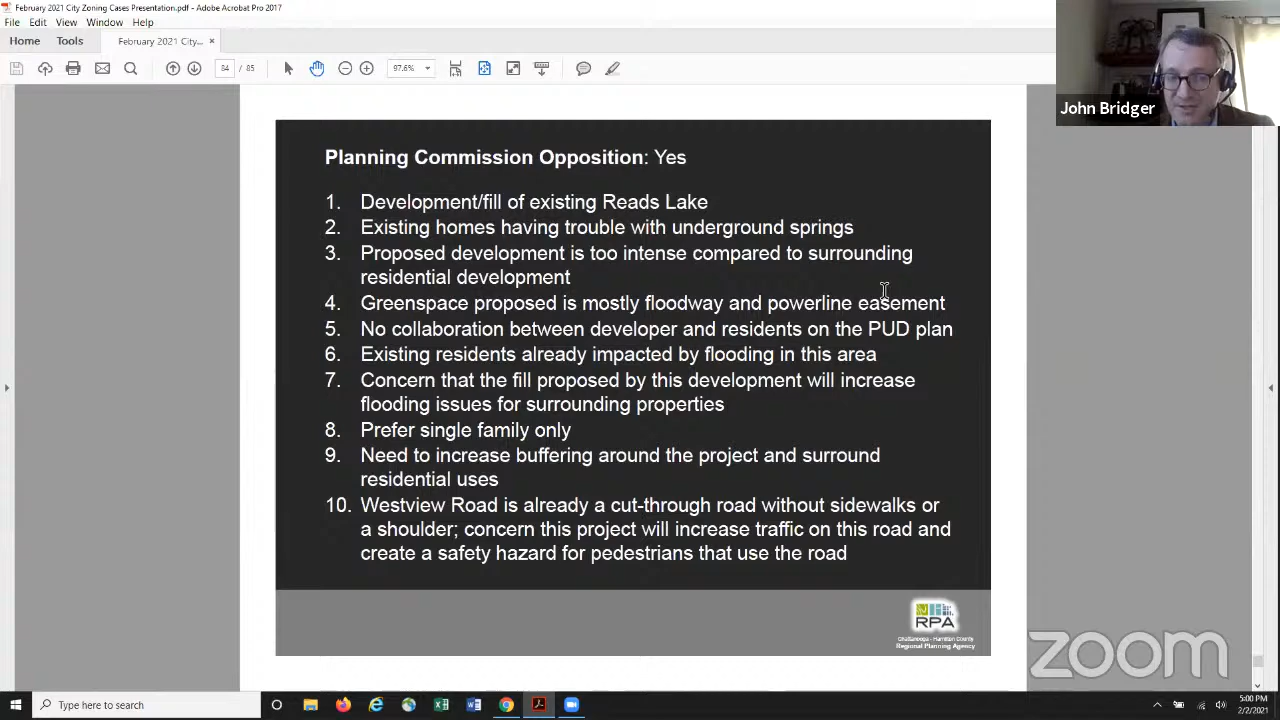 February 2021 City Zoning Cases Presentation.pdf - Adobe Acrobat Pro 2017
File Edit View Window Help
Home Tools February 2021 City... ×
84 / 85 97.6%
John Bridger
Planning Commission Opposition: Yes
1. Development/fill of existing Reads Lake
2. Existing homes having trouble with underground springs
3. Proposed development is too intense compared to surrounding
residential development
4. Greenspace proposed is mostly floodway and powerline easement
5. No collaboration between developer and residents on the PUD plan
6. Existing residents already impacted by flooding in this area
7. Concern that the fill proposed by this development will increase
flooding issues for surrounding properties
8. Prefer single family only
9. Need to increase buffering around the project and surround
residential uses
10. Westview Road is already a cut-through road without sidewalks or
a shoulder; concern this project will increase traffic on this road and
create a safety hazard for pedestrians that use the road
RPA
Chattanooga - Hamilton County
Regional Planning Agency
zoom
Type here to search
5:00 PM
2/2/2021